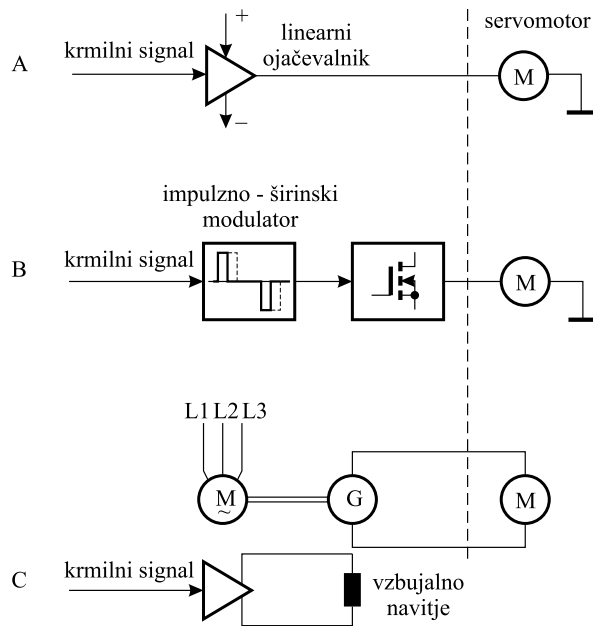 servomotor
+
linearni
ojačevalnik
krmilni signal
A
M
–
impulzno - širinski
modulator
krmilni signal
B
M
L1 L2 L3
M
~
G
M
krmilni signal
C
vzbujalno
navitje